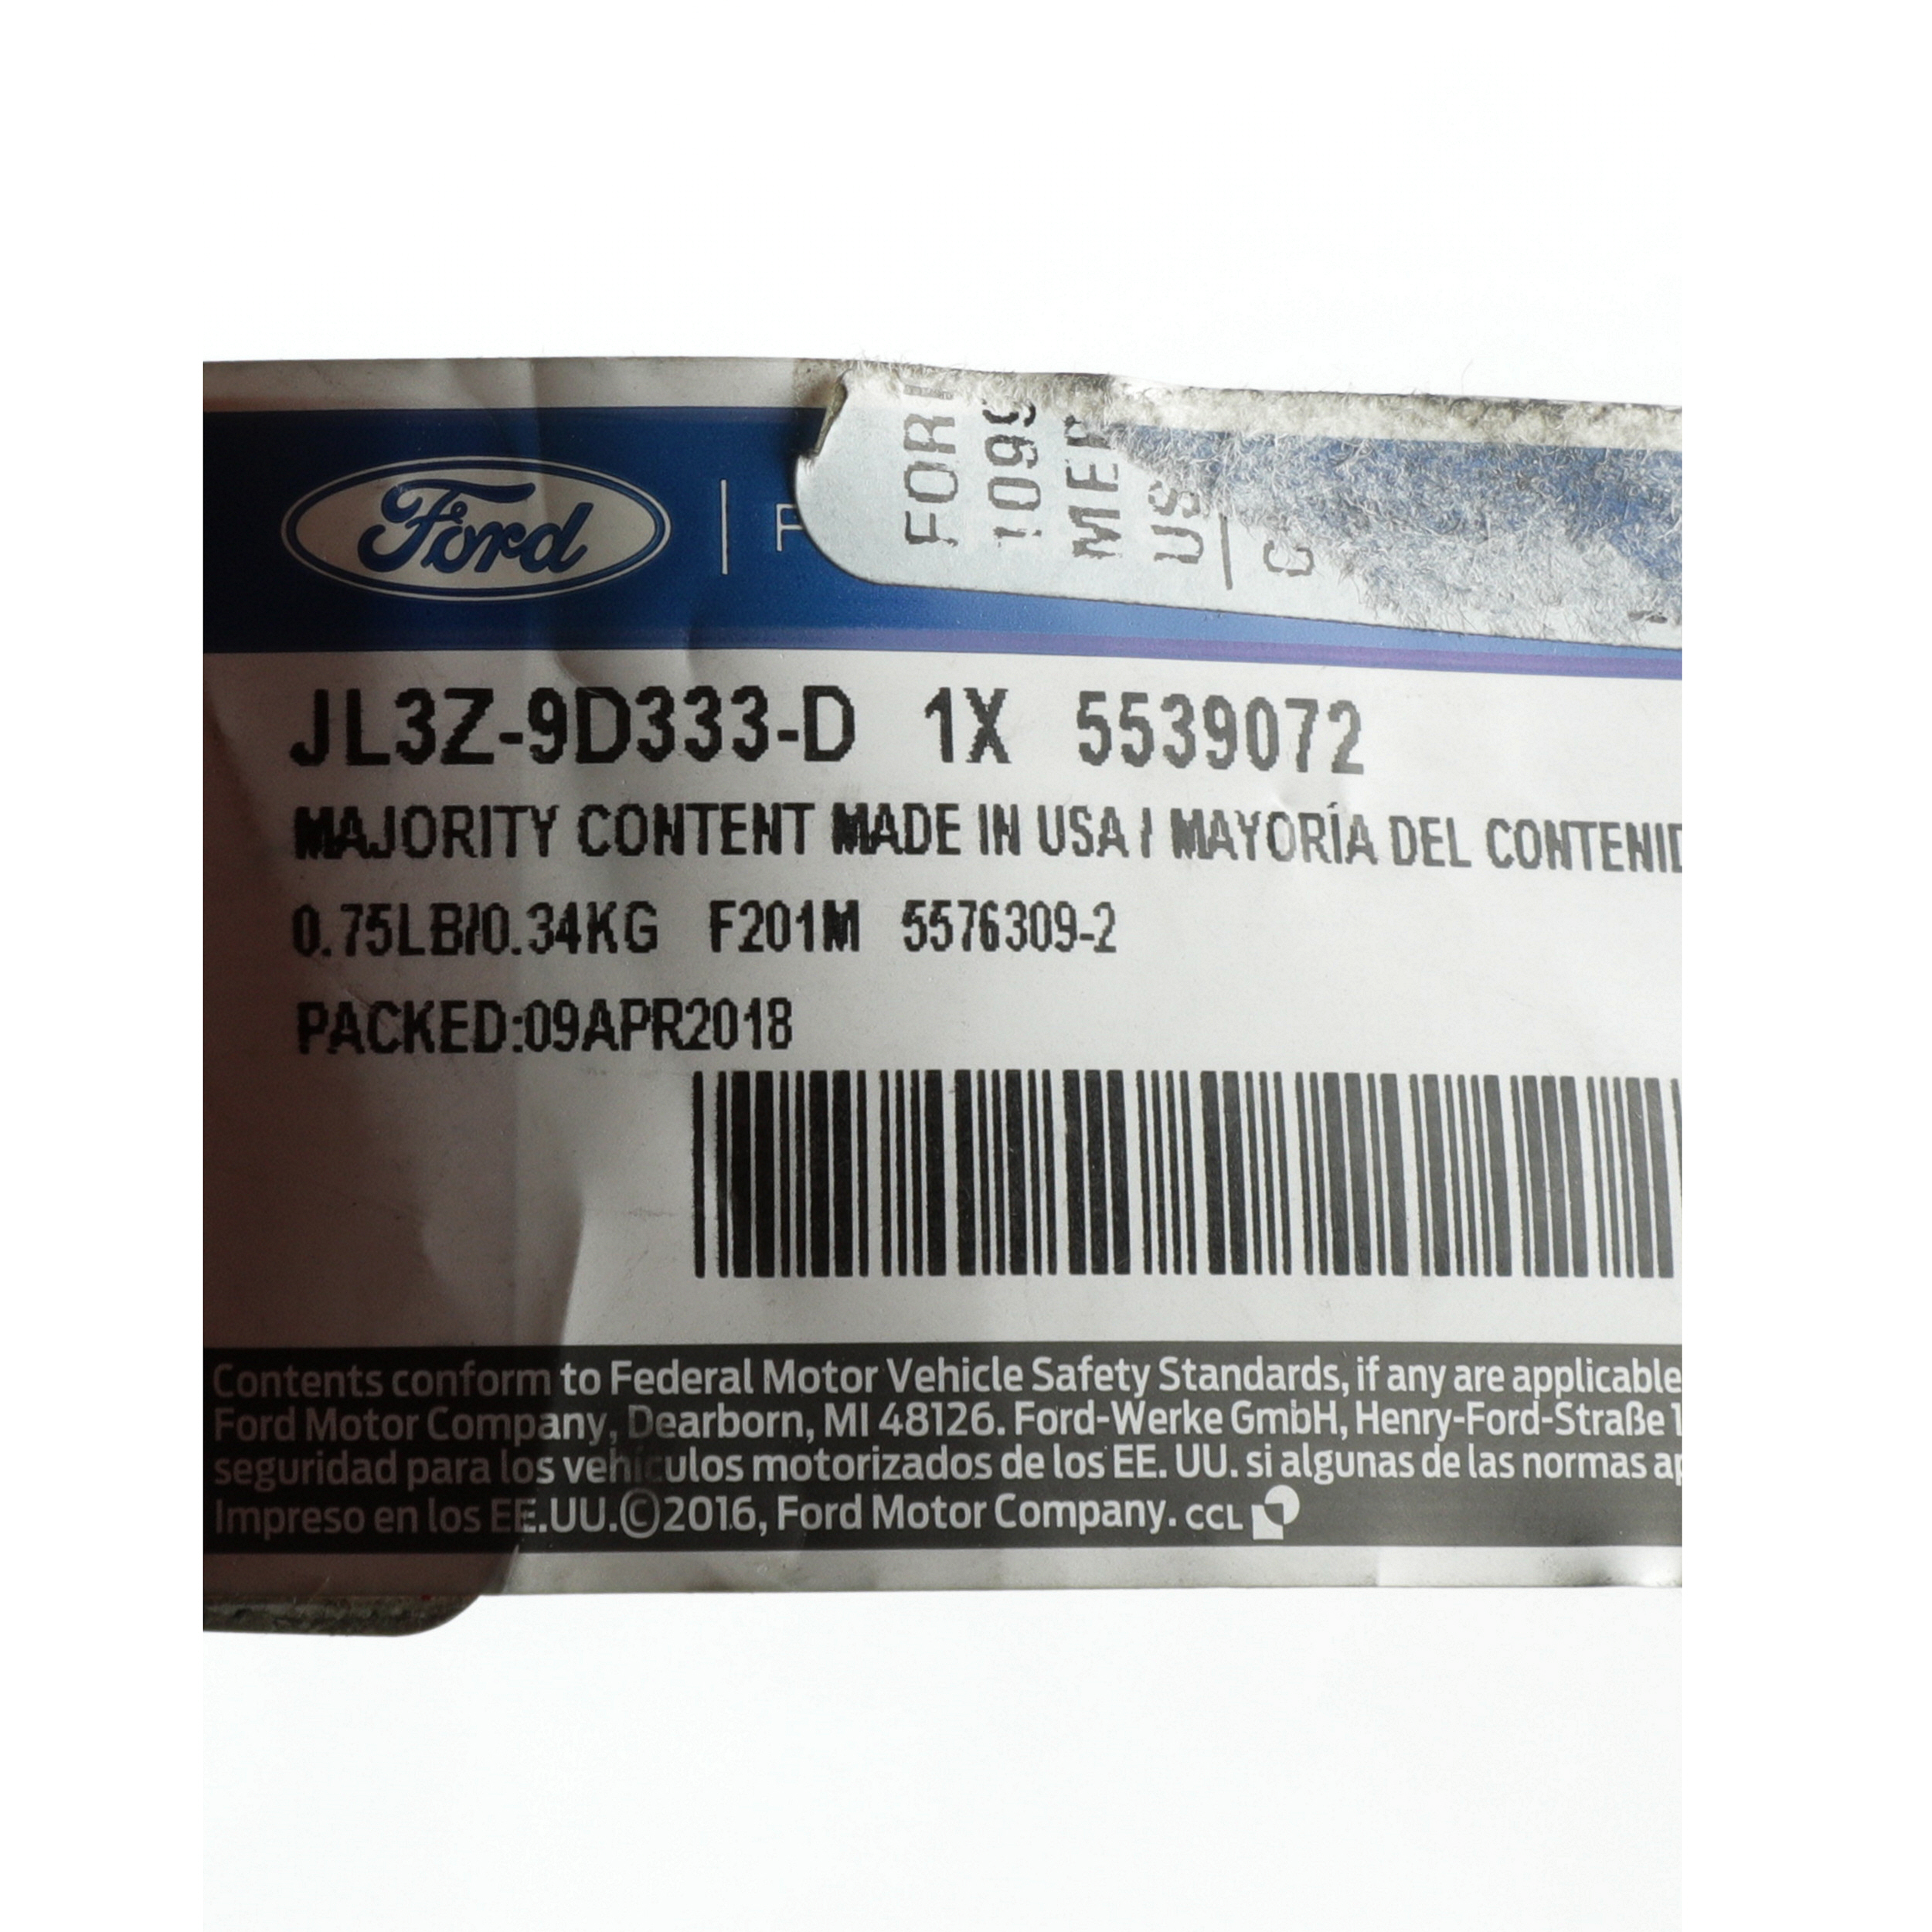 Ford
JL3Z-9D333-D 1X 5539072
MAJORITY CONTENT MADE IN USA / MAYORÍA DEL
0.75LB/0.34KG F201M 5576309-2
PACKED:09APR2018
Contents conform to Federal Motor Vehicle Safety Standards, if any are applicable
Ford Motor Company, Dearborn, MI 48126. Ford-Werke GmbH, Henry-Ford-Straße 1
seguridad para los vehículos motorizados de los EE. UU. si algunas de las normas
Impreso en los EE.UU.©2016, Ford Motor Company. CCL